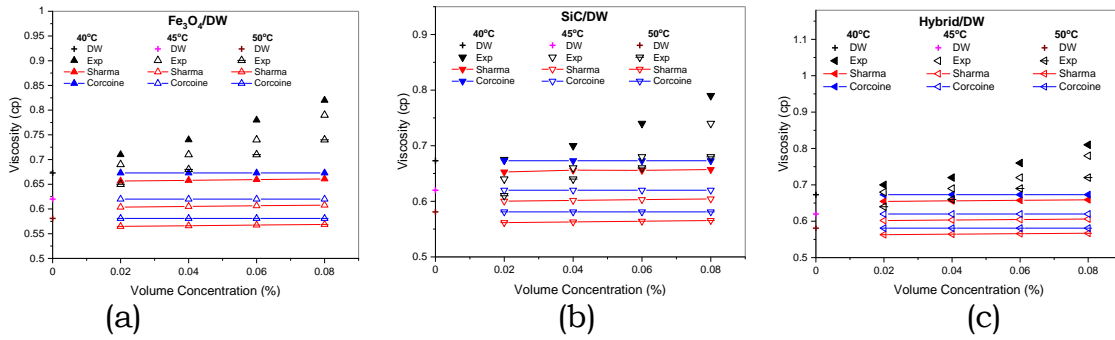 Fe₃O₄/DW
40°C 45°C 50°C
DW DW DW
Exp Exp Exp
Sharma Sharma Sharma
Corcoine Corcoine Corcoine
Viscosity (cp)
1
0.95
0.9
0.85
0.8
0.75
0.7
0.65
0.6
0.55
0.5
0 0.02 0.04 0.06 0.08
Volume Concentration (%)
(a)
SiC/DW
40°C 45°C 50°C
DW DW DW
Exp Exp Exp
Sharma Sharma Sharma
Corcoine Corcoine Corcoine
Viscosity (cp)
0.9
0.8
0.7
0.6
0.5
0 0.02 0.04 0.06 0.08
Volume Concentration (%)
(b)
Hybrid/DW
40°C 45°C 50°C
DW DW DW
Exp Exp Exp
Sharma Sharma Sharma
Corcoine Corcoine Corcoine
Viscosity (cp)
1.1
1
0.9
0.8
0.7
0.6
0.5
0 0.02 0.04 0.06 0.08
Volume Concentration (%)
(c)